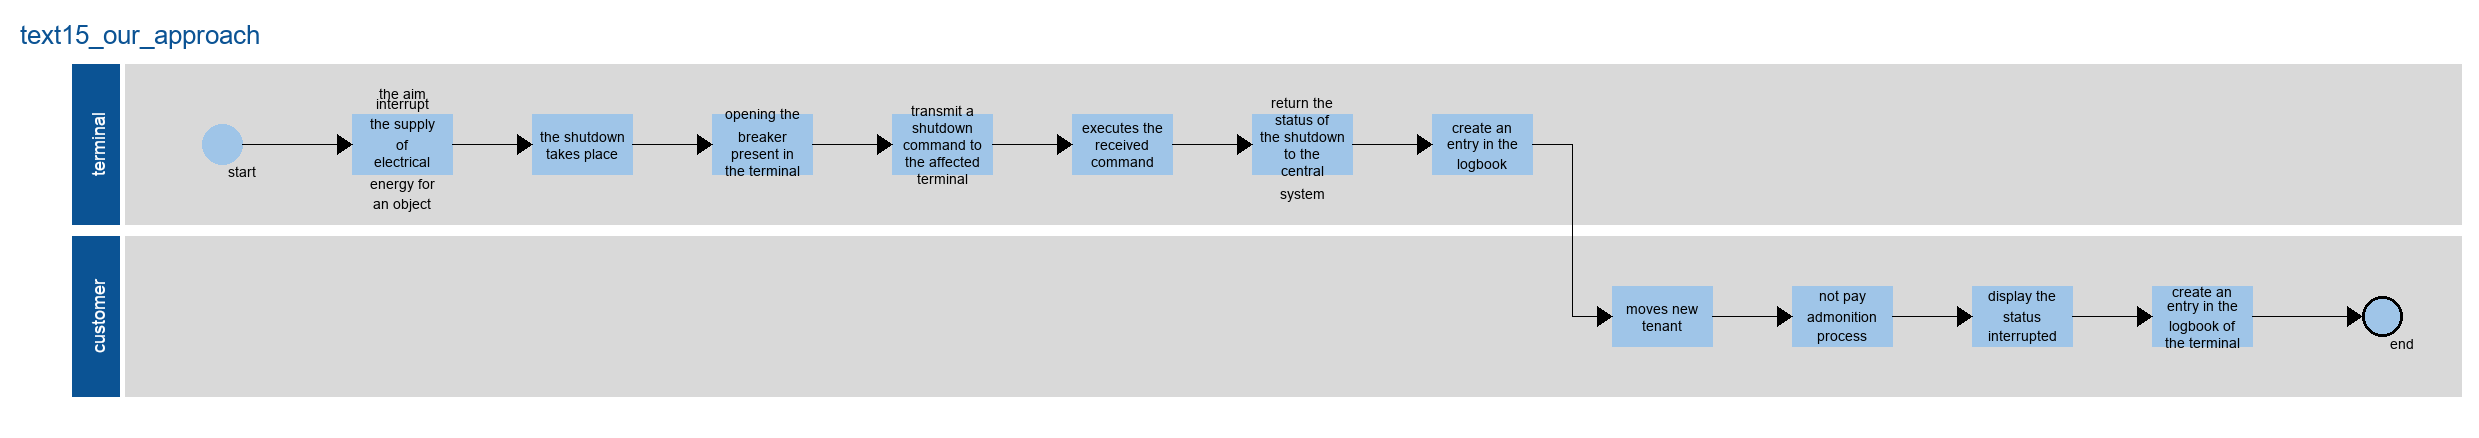 text15_our_approach
terminal
start
the aim
interrupt
the supply
of
electrical
energy for
an object
the shutdown
takes place
opening the
breaker
present in
the terminal
transmit a
shutdown
command to
the affected
terminal
executes the
received
command
return the
status of
the shutdown
to the
central
system
create an
entry in the
logbook
customer
moves new
tenant
not pay
admonition
process
display the
status
interrupted
create an
entry in the
logbook of
the terminal
end